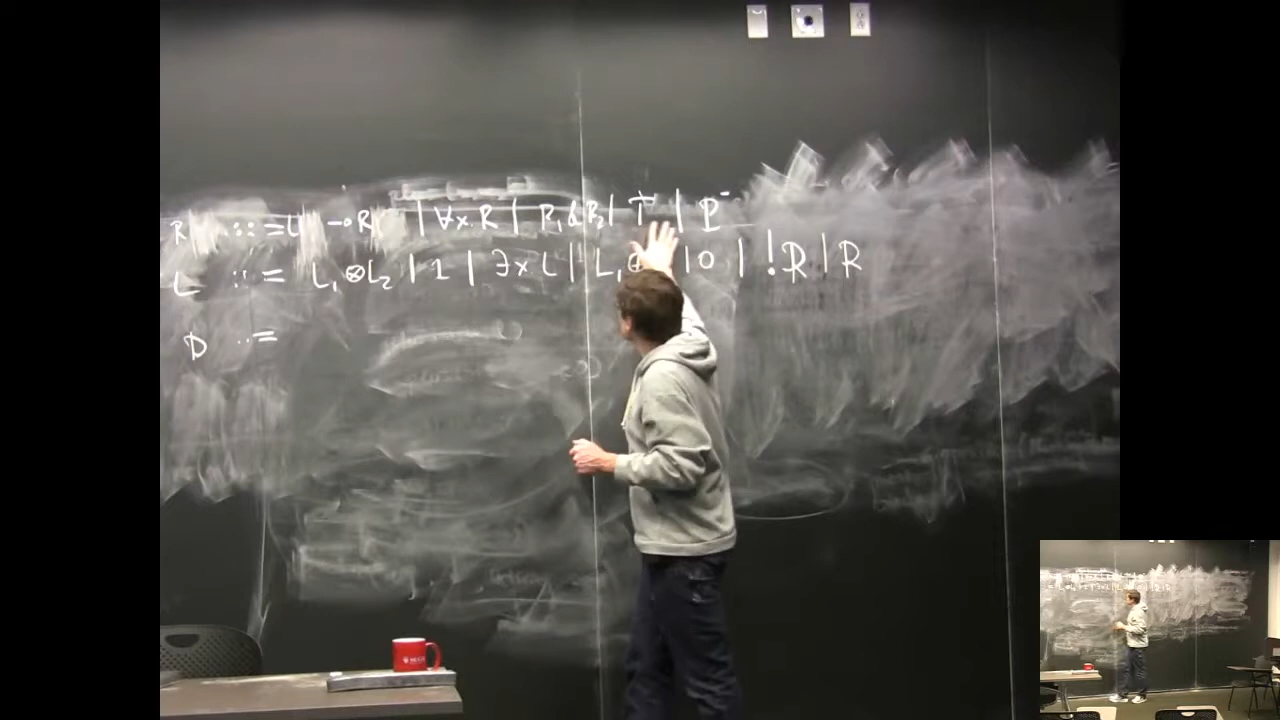 R ::= L ⊸ R | ∀x.R | R₁ & R₂ | ⊤ | P⁻
L ::= L₁ ⊗ L₂ | 1 | ∃x L | L₁ ⊕ | 0 | !R | R
D ::=